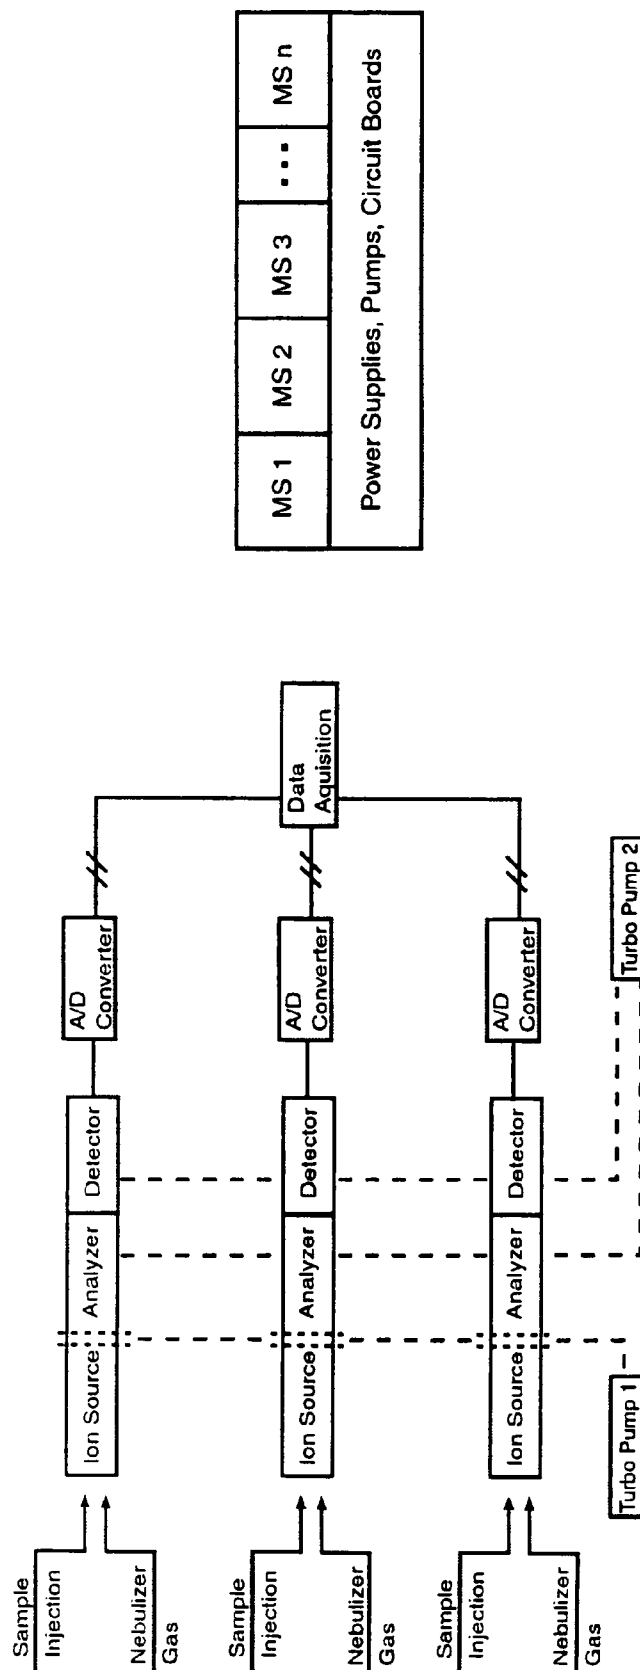 Sample
Injection
Nebulizer
Gas
Ion Source
Analyzer
Detector
A/D
Converter
Sample
Injection
Nebulizer
Gas
Ion Source
Analyzer
Detector
A/D
Converter
Data
Aquisition
Sample
Injection
Nebulizer
Gas
Ion Source
Analyzer
Detector
A/D
Converter
Turbo Pump 1
Turbo Pump 2
MS 1
MS 2
MS 3
...
MS n
Power Supplies, Pumps, Circuit Boards